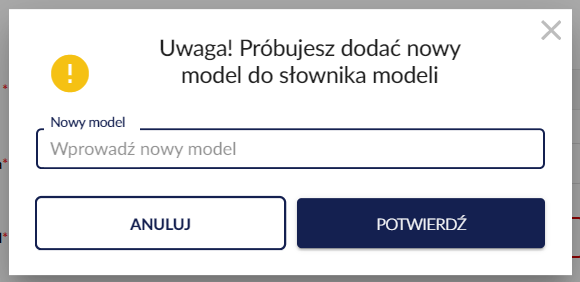 Uwaga! Próbujesz dodać nowy
model do słownika modeli
Nowy model
Wprowadź nowy model
ANULUJ
POTWIERDŹ